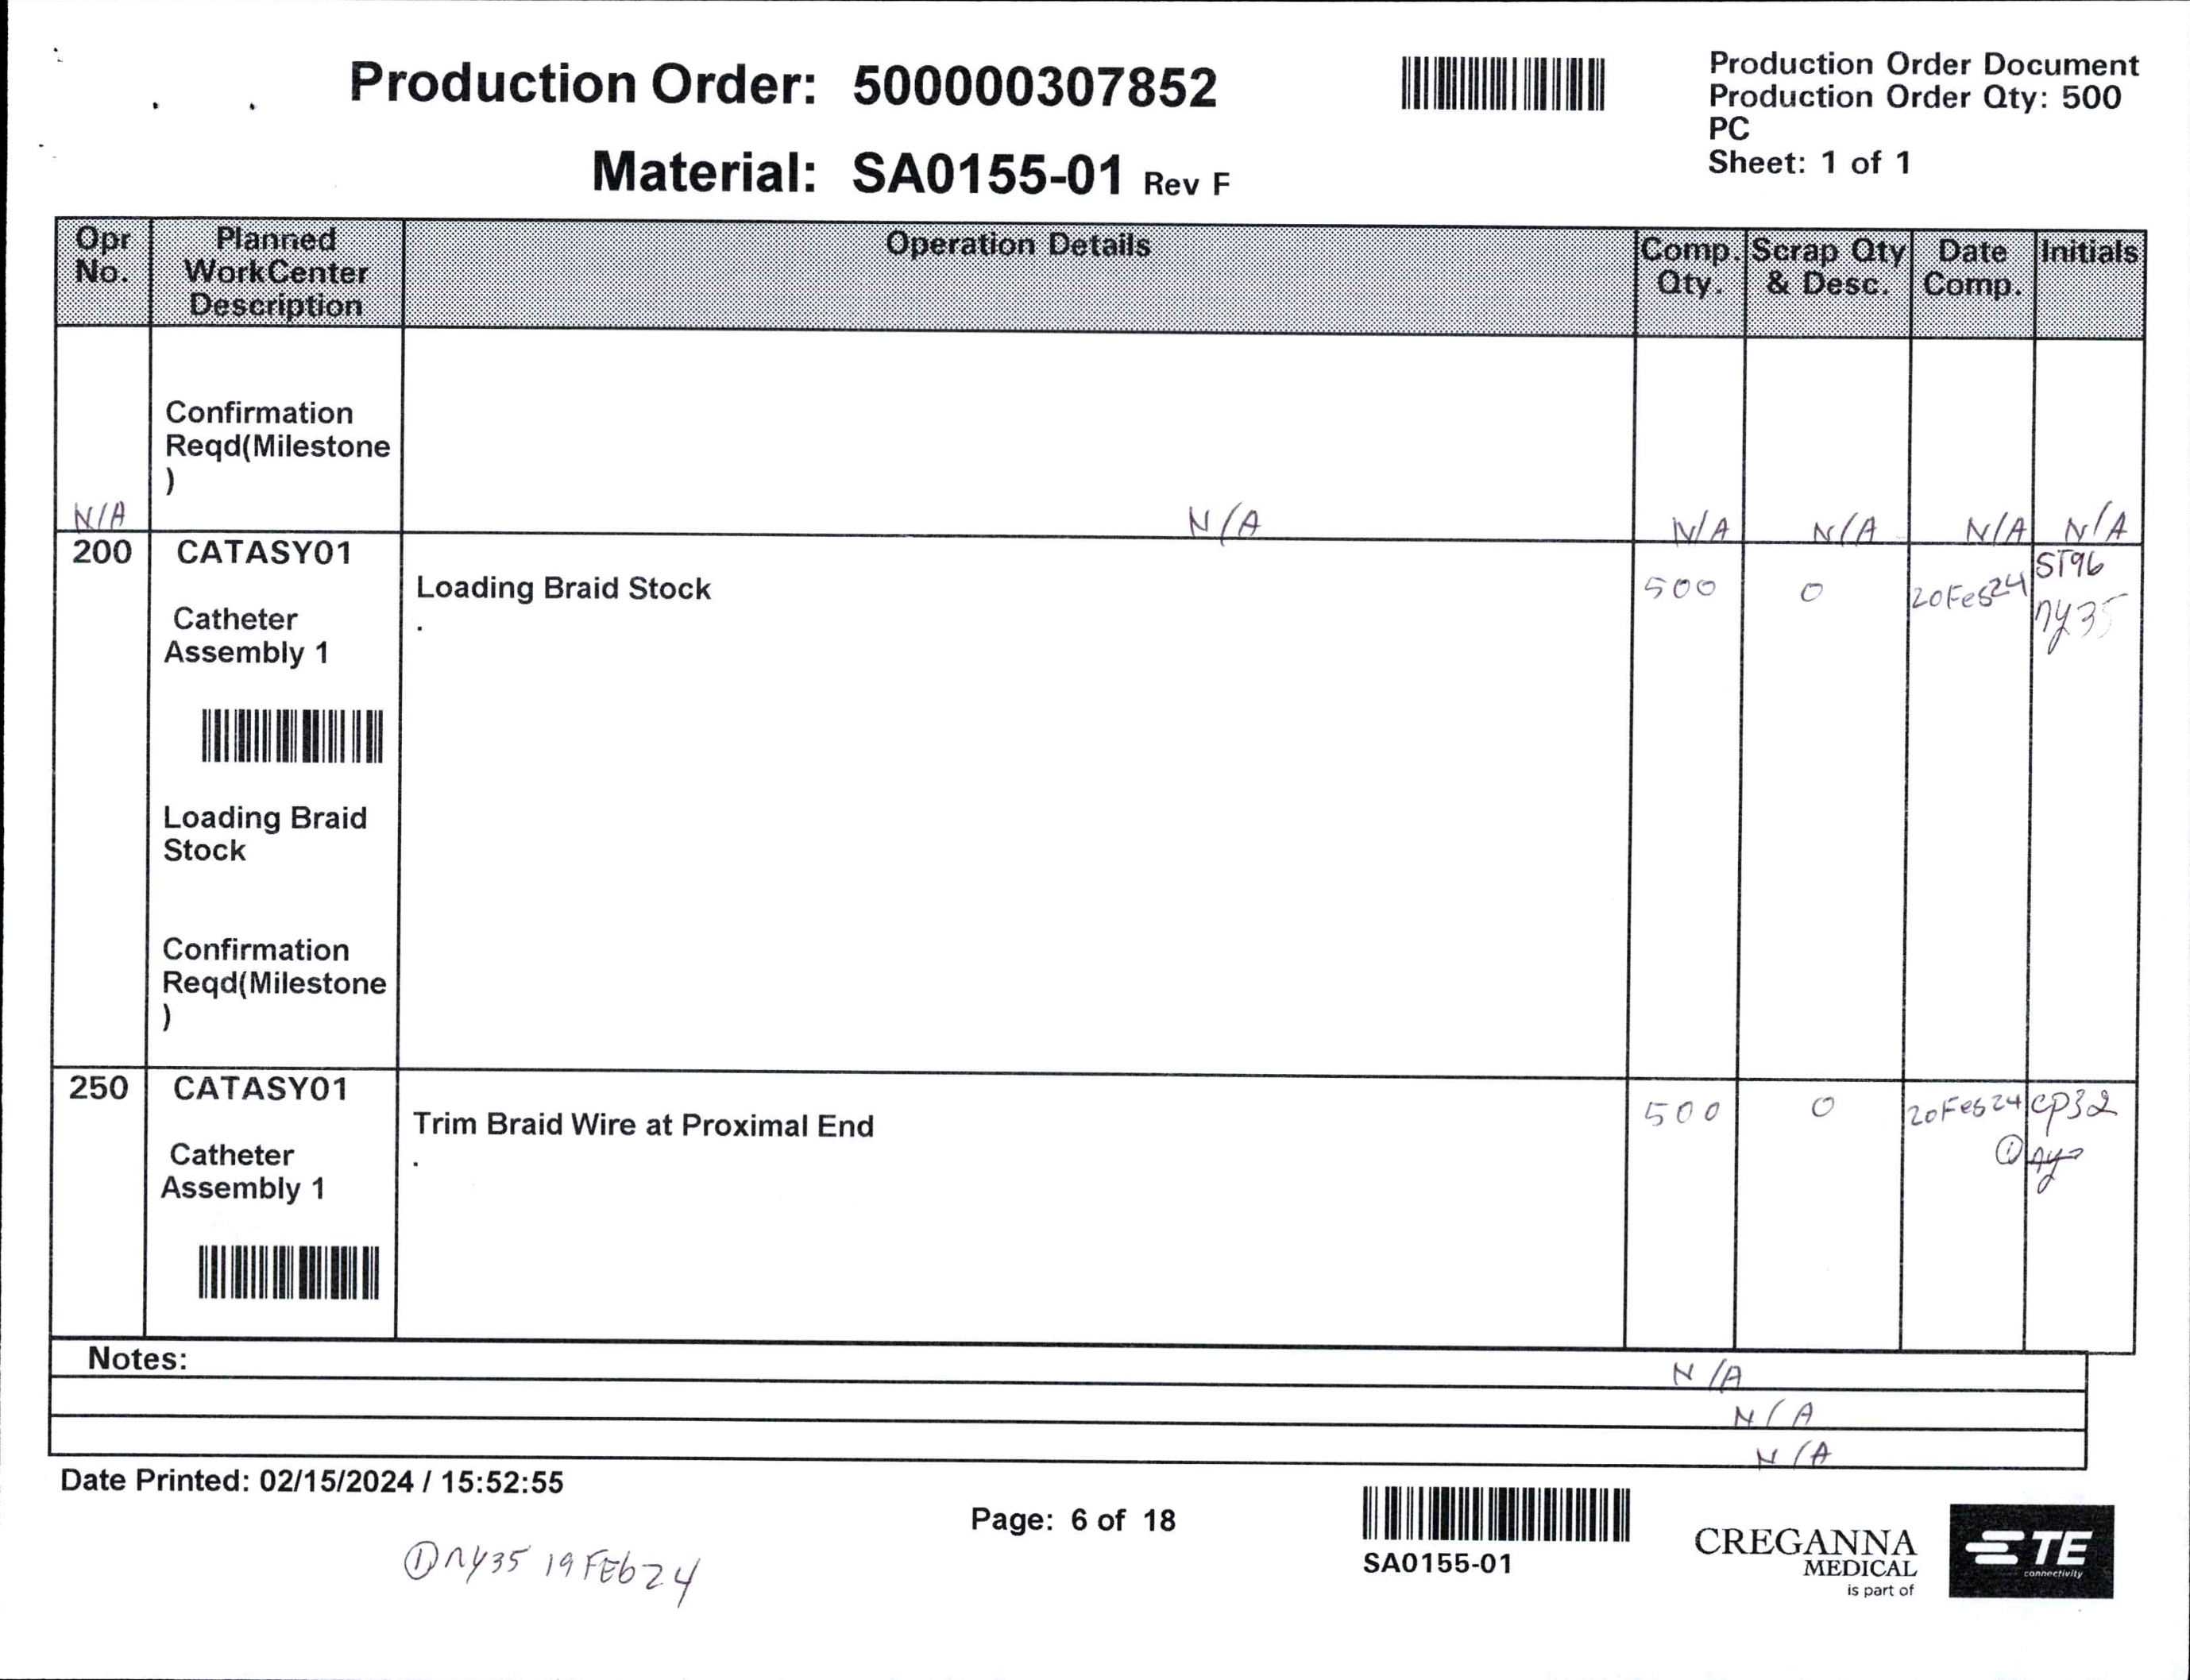 Production Order: 500000307852
Production Order Document
Production Order Qty: 500
PC
Sheet: 1 of 1
Material: SA0155-01 Rev F
Opr No.
Planned WorkCenter Description
Operation Details
Comp. Qty.
Scrap Qty & Desc.
Date Comp.
Initials
Confirmation
Reqd(Milestone
)
N/A N/A N/A N/A N/A N/A
200 CATASY01
Loading Braid Stock 500 0 20Feb24 ST96
ny35
.
Catheter
Assembly 1
Loading Braid
Stock
Confirmation
Reqd(Milestone
)
250 CATASY01
Trim Braid Wire at Proximal End 500 0 20Feb24 CP32
① ny
.
Catheter
Assembly 1
Notes: N/A
N/A
N/A
Date Printed: 02/15/2024 / 15:52:55
Page: 6 of 18
① ny35 19FEb24
SA0155-01
CREGANNA
MEDICAL
is part of
TE
connectivity